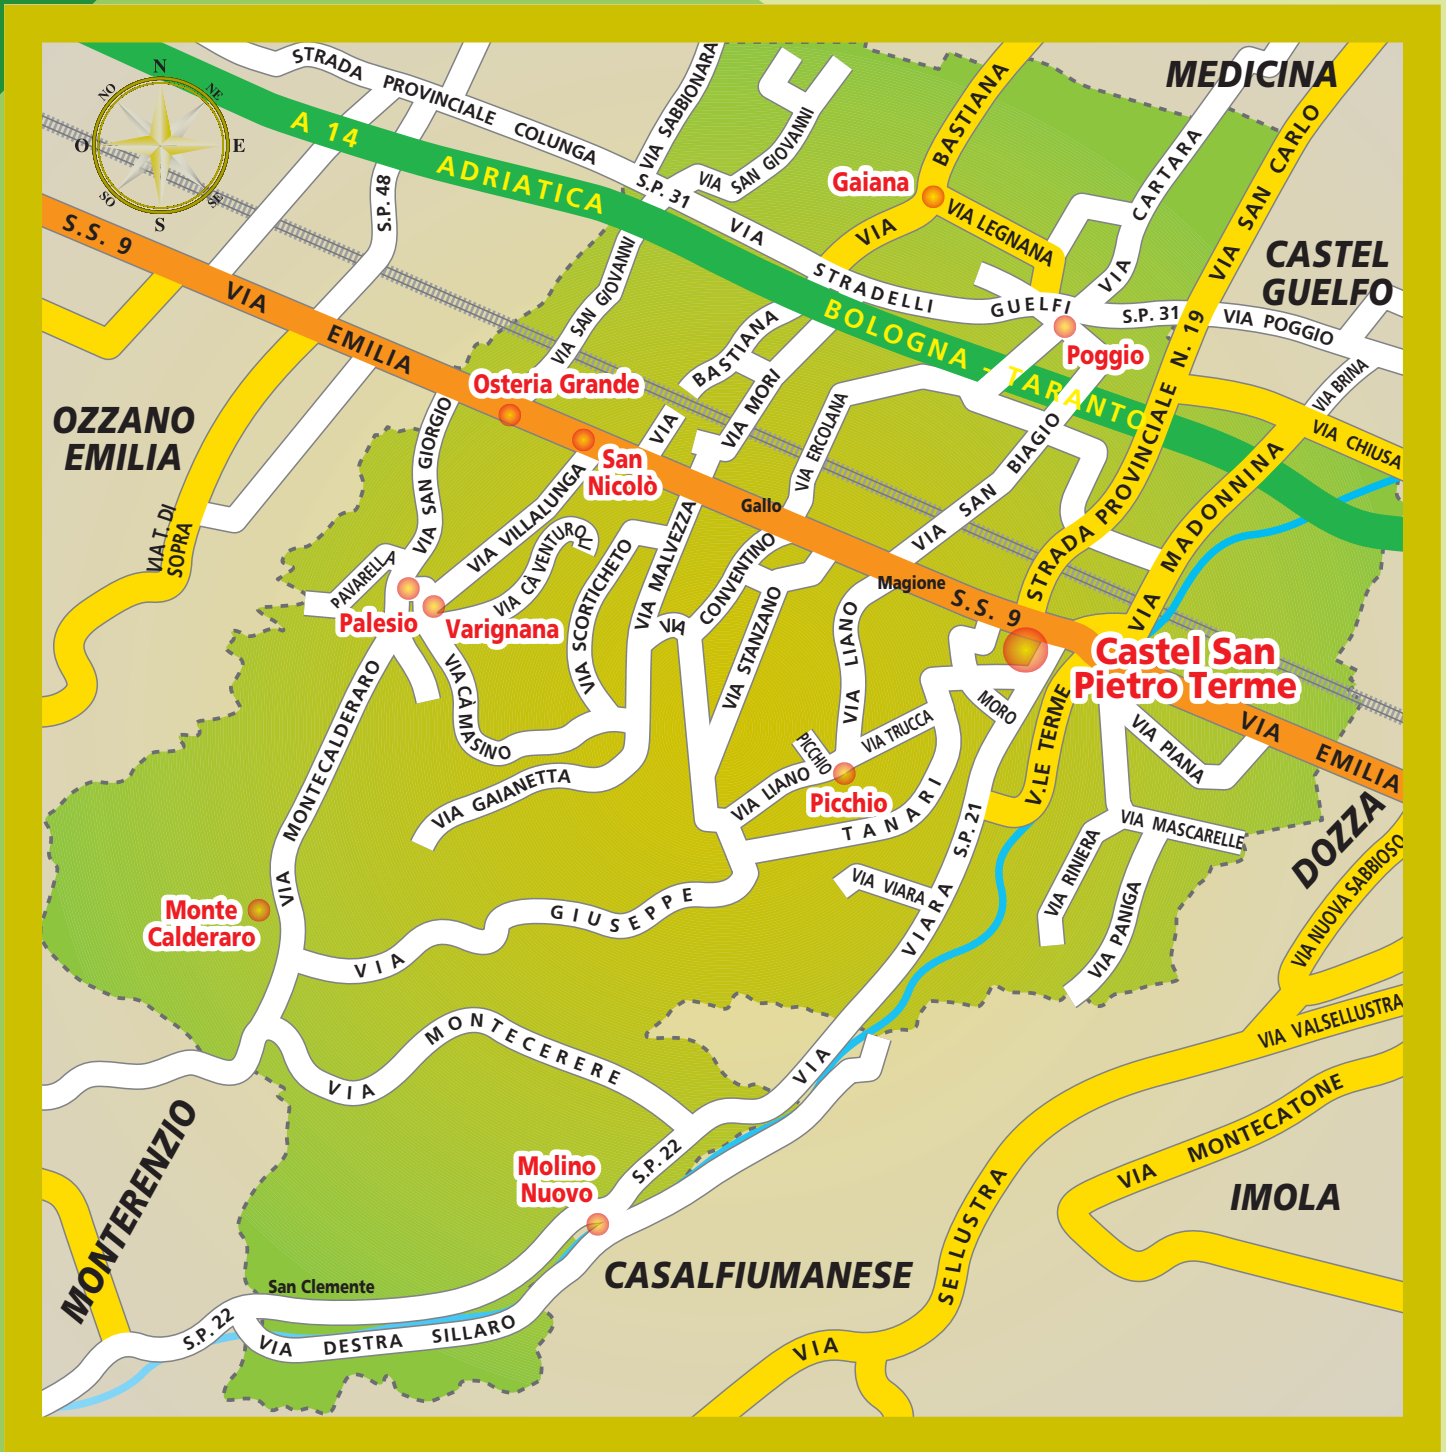 N
NO
NE
O
E
SO
SE
S
STRADA PROVINCIALE COLUNGA
A 14 ADRIATICA
S.P. 48
VIA SABBIONARA
VIA SAN GIOVANNI
S.P. 31 VIA STRADELLI GUELFI
Gaiana
VIA BASTIANA
VIA LEGNANA
MEDICINA
VIA CARTARA
VIA SAN CARLO
CASTEL
GUELFO
S.P. 31
VIA POGGIO
VIA BRINA
VIA CHIUSA
Poggio
BOLOGNA - TARANTO
S.S. 9 VIA EMILIA
OZZANO
EMILIA
VIA T. DI
SOPRA
VIA SAN GIOVANNI
Osteria Grande
San
Nicolò
VIA BASTIANA
VIA MORI
VIA ERCOLANA
VIA SAN BIAGIO
STRADA PROVINCIALE N. 19
VIA MADONNINA
Gallo
Magione
S.S. 9
VIA SAN GIORGIO
VIA VILLALUNGA
VIA CÀ VENTUROLI
PAVARELLA
Palesio
Varignana
VIA SCORTICHETO
VIA MALVEZZA
VIA CONVENTINO
VIA STANZANO
VIA LIANO
Castel San
Pietro Terme
VIA EMILIA
VIA CÀ MASINO
VIA GAIANETTA
VIA MONTECALDERARO
PICCHIO
VIA LIANO
VIA TRUCCA
Picchio
MORO
V.LE TERME
VIA PIANA
VIA MASCARELLE
VIA RINIERA
VIA PANIGA
DOZZA
VIA NUOVA SABBIOSO
VIA VALSELLUSTRA
VIA MONTECATONE
IMOLA
Monte
Calderaro
VIA GIUSEPPE TANARI
VIA VIARA
S.P. 21
VIA VIARA
VIA MONTECERERE
MONTERENZIO
Molino
Nuovo
S.P. 22
San Clemente
S.P. 22
VIA DESTRA SILLARO
CASALFIUMANESE
VIA SELLUSTRA